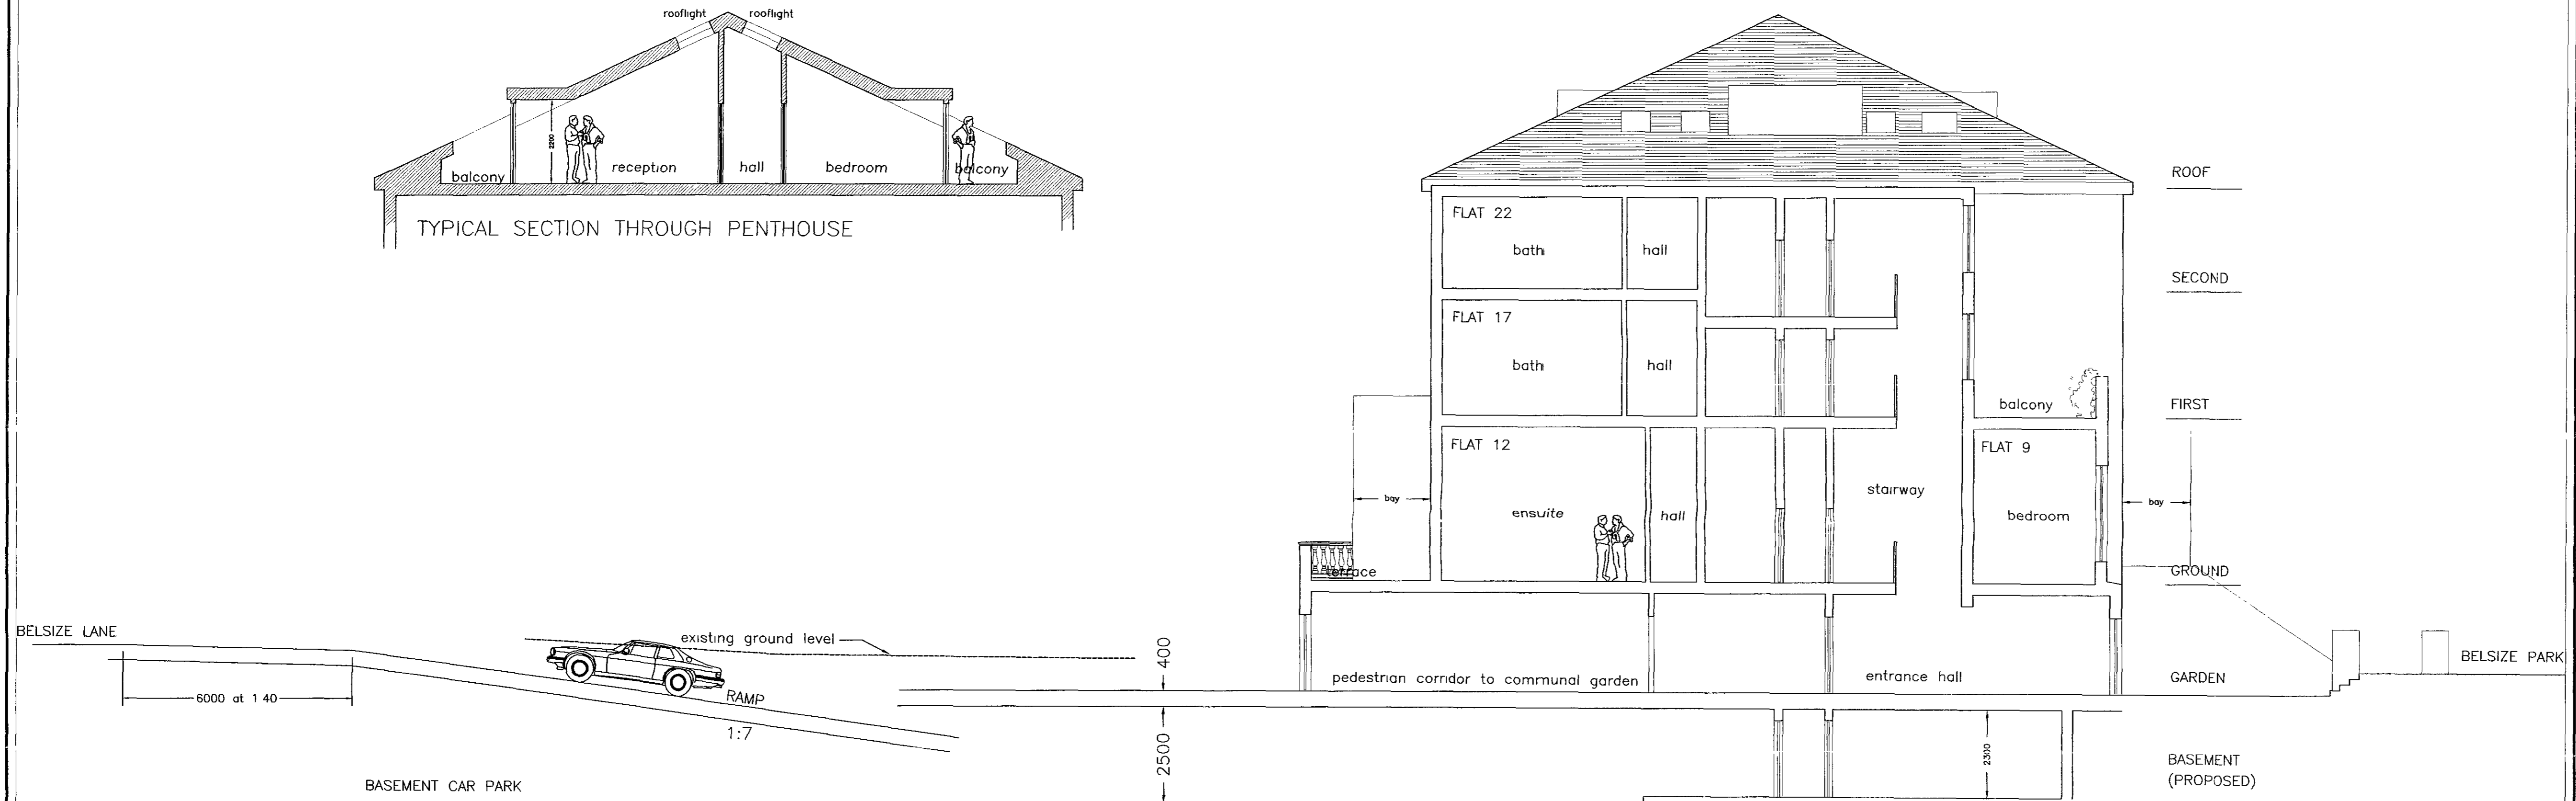 rooflight rooflight
2200
balcony reception hall bedroom balcony
TYPICAL SECTION THROUGH PENTHOUSE
BELSIZE LANE
existing ground level
6000 at 1 40
RAMP
1:7
BASEMENT CAR PARK
400
2500
FLAT 22
bath hall
FLAT 17
bath hall
balcony
FLAT 12
FLAT 9
bay
ensuite hall
stairway
bedroom
bay
terrace
pedestrian corridor to communal garden
entrance hall
2300
ROOF
SECOND
FIRST
GROUND
BELSIZE PARK
GARDEN
BASEMENT
(PROPOSED)